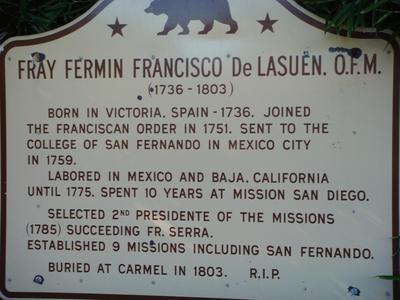 FRAY FERMIN FRANCISCO De LASUEN. O.F.M.
(1736 - 1803)
BORN IN VICTORIA. SPAIN - 1736. JOINED
THE FRANCISCAN ORDER IN 1751. SENT TO THE
COLLEGE OF SAN FERNANDO IN MEXICO CITY
IN 1759.
LABORED IN MEXICO AND BAJA. CALIFORNIA
UNTIL 1775. SPENT 10 YEARS AT MISSION SAN DIEGO.
SELECTED 2ND PRESIDENTE OF THE MISSIONS
(1785) SUCCEEDING FR. SERRA.
ESTABLISHED 9 MISSIONS INCLUDING SAN FERNANDO.
BURIED AT CARMEL IN 1803. R.I.P.